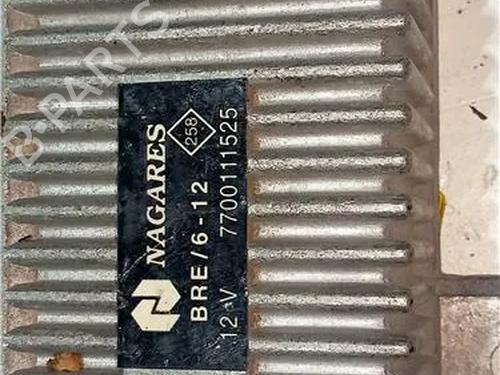 NAGARES
258
BRE/6-12
12 V 7700111525
B-PARTS